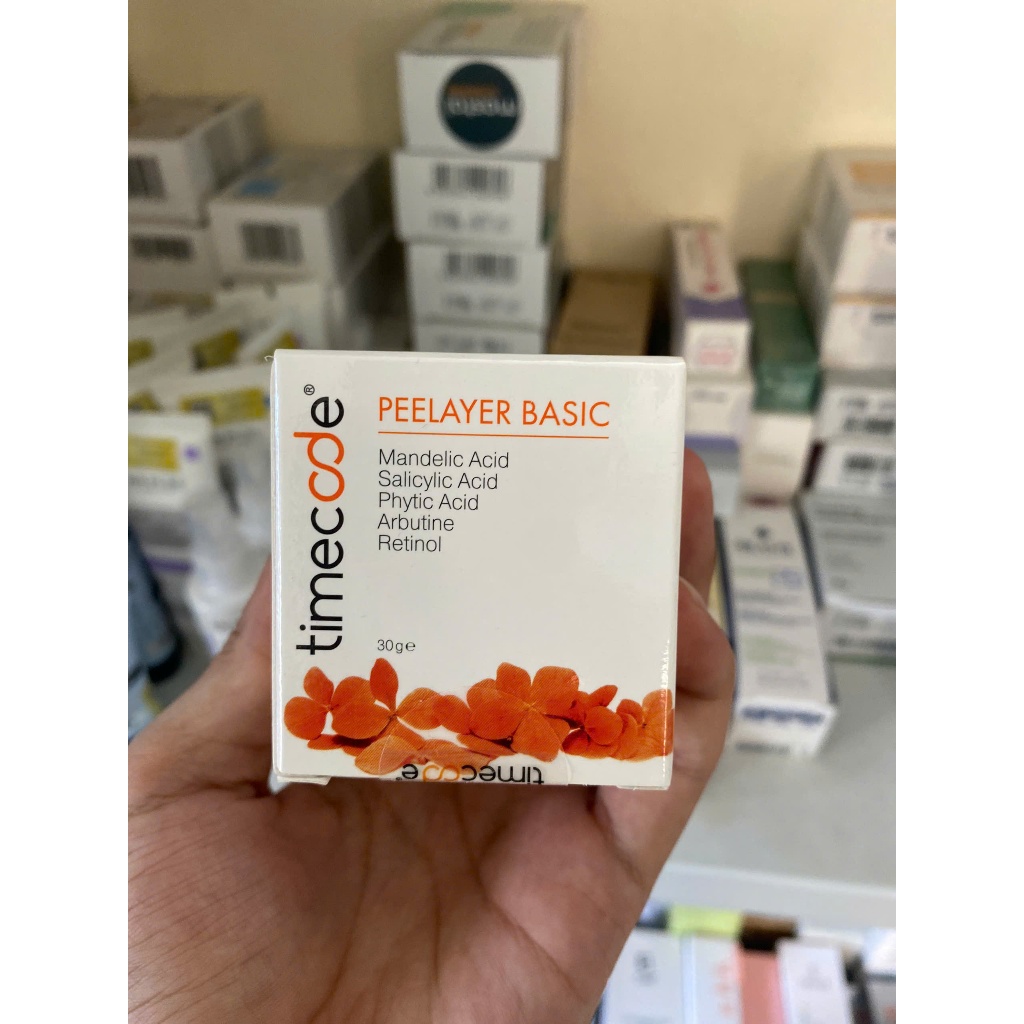 timecode®
PEELAYER BASIC
Mandelic Acid
Salicylic Acid
Phytic Acid
Arbutine
Retinol
30g℮
timecode